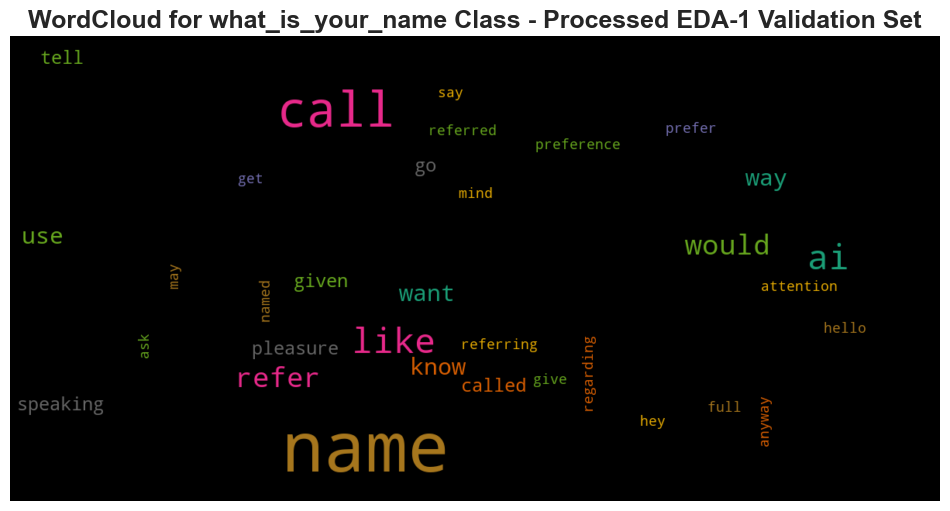 WordCloud for what_is_your_name Class - Processed EDA-1 Validation Set
tell
call
say
referred
prefer
preference
go
get
mind
way
use
would
ai
may
named
given
want
attention
hello
ask
pleasure
like
referring
regarding
refer
know
called
give
speaking
full
hey
anyway
name